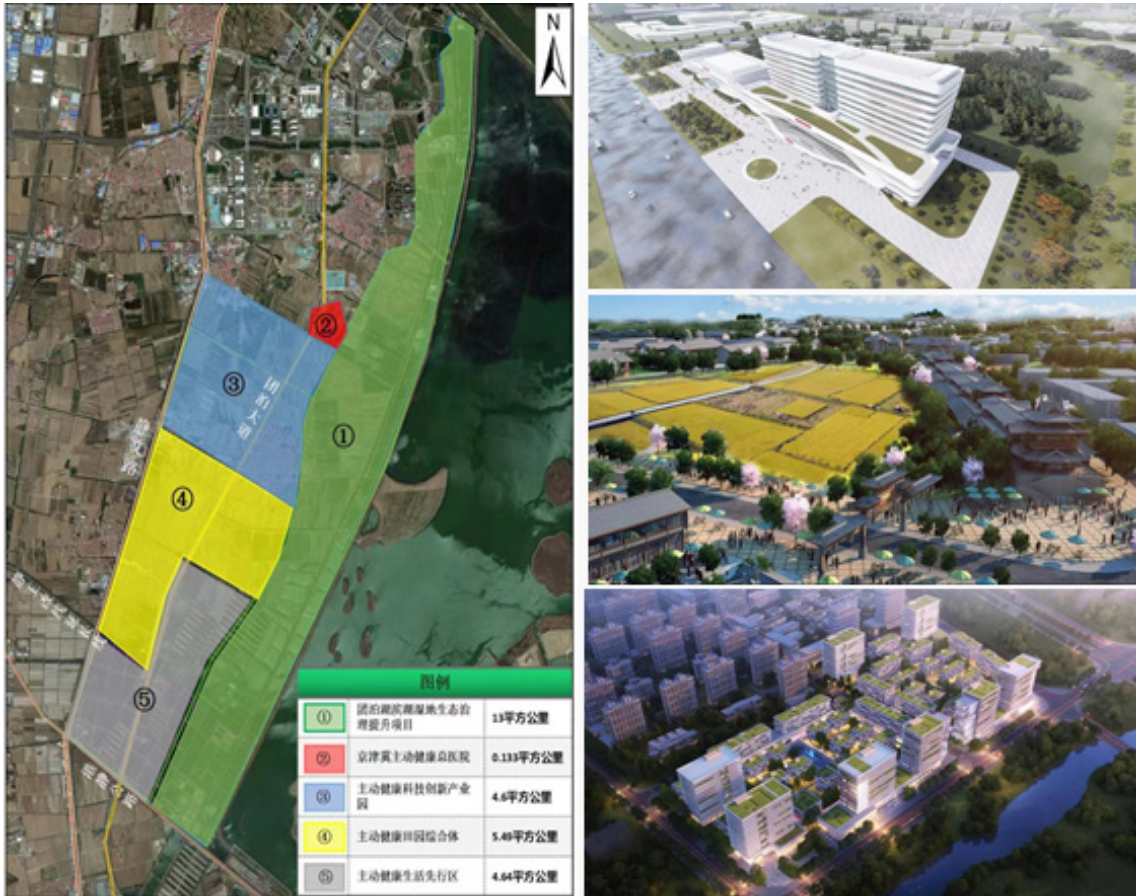 N
②
③
团泊大道
①
④
⑤
图例
① 团泊湖滨湖湿地生态治
理提升项目 13平方公里
② 京津冀主动健康总医院 0.133平方公里
③ 主动健康科技创新产业
园 4.6平方公里
④ 主动健康田园综合体 5.49平方公里
⑤ 主动健康生活先行区 4.64平方公里